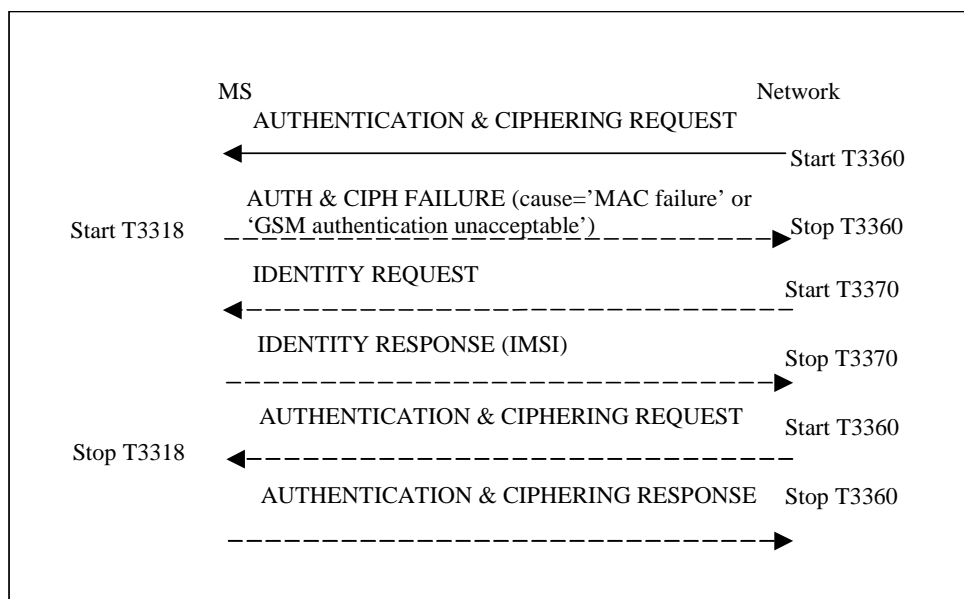 MS
Network
AUTHENTICATION & CIPHERING REQUEST
Start T3360
AUTH & CIPH FAILURE (cause='MAC failure' or
‘GSM authentication unacceptable’)
Start T3318
Stop T3360
IDENTITY REQUEST
Start T3370
IDENTITY RESPONSE (IMSI)
Stop T3370
AUTHENTICATION & CIPHERING REQUEST
Start T3360
Stop T3318
AUTHENTICATION & CIPHERING RESPONSE
Stop T3360